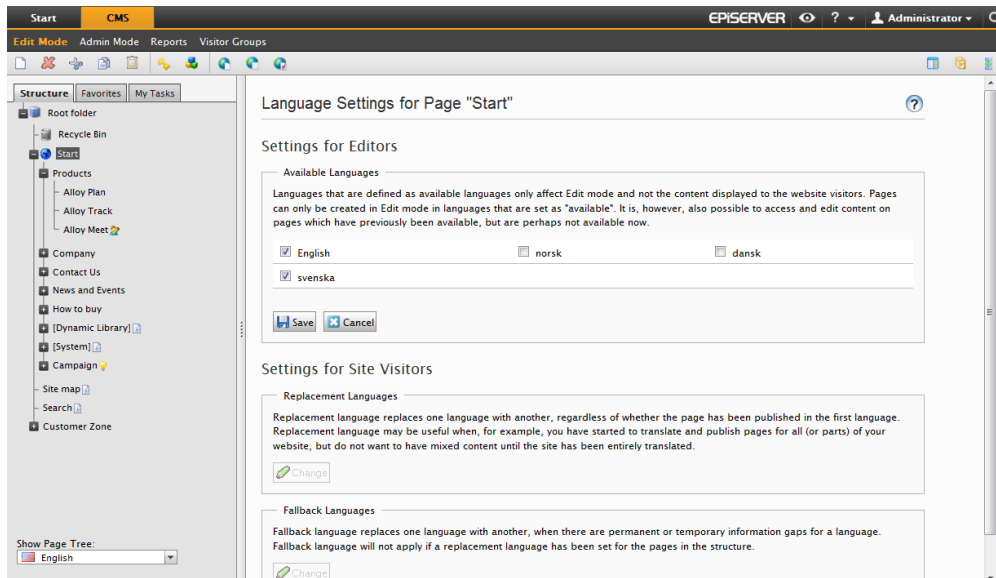 Start CMS EPiSERVER ? Administrator
Edit Mode Admin Mode Reports Visitor Groups
Structure Favorites My Tasks
Root folder
Recycle Bin
Start
Products
Alloy Plan
Alloy Track
Alloy Meet
Company
Contact Us
News and Events
How to buy
[Dynamic Library]
[System]
Campaign
Site map
Search
Customer Zone
Show Page Tree:
English
Language Settings for Page "Start"
?
Settings for Editors
Available Languages
Languages that are defined as available languages only affect Edit mode and not the content displayed to the website visitors. Pages
can only be created in Edit mode in languages that are set as "available". It is, however, also possible to access and edit content on
pages which have previously been available, but are perhaps not available now.
English norsk dansk
svenska
Save Cancel
Settings for Site Visitors
Replacement Languages
Replacement language replaces one language with another, regardless of whether the page has been published in the first language.
Replacement language may be useful when, for example, you have started to translate and publish pages for all (or parts) of your
website, but do not want to have mixed content until the site has been entirely translated.
Change
Fallback Languages
Fallback language replaces one language with another, when there are permanent or temporary information gaps for a language.
Fallback language will not apply if a replacement language has been set for the pages in the structure.
Change